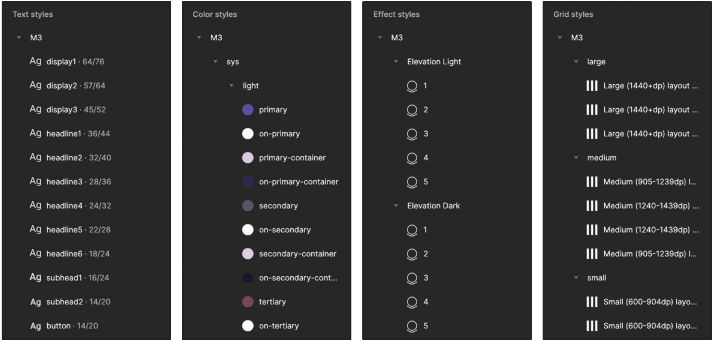 Text styles
M3
Ag display1 · 64/76
Ag display2 · 57/64
Ag display3 · 45/52
Ag headline1 · 36/44
Ag headline2 · 32/40
Ag headline3 · 28/36
Ag headline4 · 24/32
Ag headline5 · 22/28
Ag headline6 · 18/24
Ag subhead1 · 16/24
Ag subhead2 · 14/20
Ag button · 14/20
Color styles
M3
sys
light
primary
on-primary
primary-container
on-primary-container
secondary
on-secondary
secondary-container
on-secondary-cont...
tertiary
on-tertiary
Effect styles
M3
Elevation Light
1
2
3
4
5
Elevation Dark
1
2
3
4
5
Grid styles
M3
large
Large (1440+dp) layout ...
Large (1440+dp) layout ...
Large (1440+dp) layout ...
medium
Medium (905-1239dp) l...
Medium (1240-1439dp) ...
Medium (1240-1439dp) ...
Medium (905-1239dp) l...
small
Small (600-904dp) layo...
Small (600-904dp) layo...